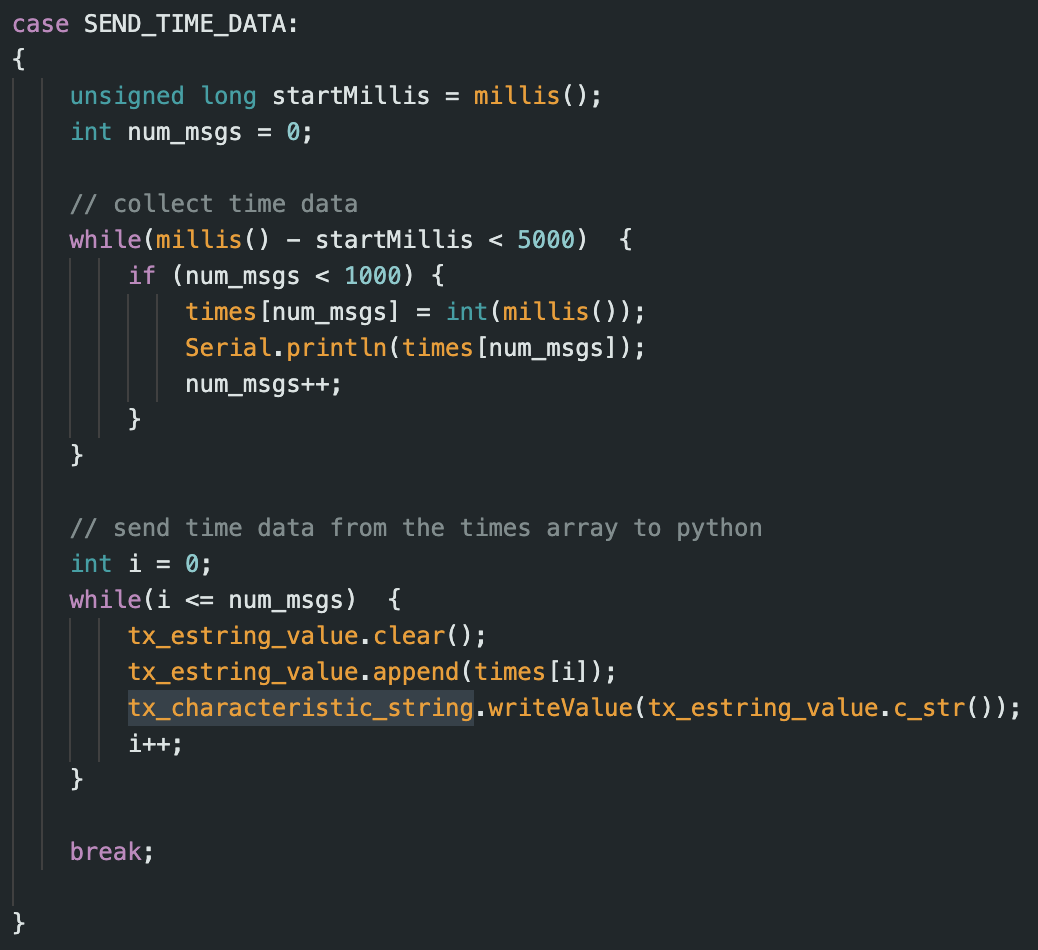 case SEND_TIME_DATA:
{
    unsigned long startMillis = millis();
    int num_msgs = 0;

    // collect time data
    while(millis() - startMillis < 5000)  {
        if (num_msgs < 1000) {
            times[num_msgs] = int(millis());
            Serial.println(times[num_msgs]);
            num_msgs++;
        }
    }

    // send time data from the times array to python
    int i = 0;
    while(i <= num_msgs)  {
        tx_estring_value.clear();
        tx_estring_value.append(times[i]);
        tx_characteristic_string.writeValue(tx_estring_value.c_str());
        i++;
    }

    break;

}